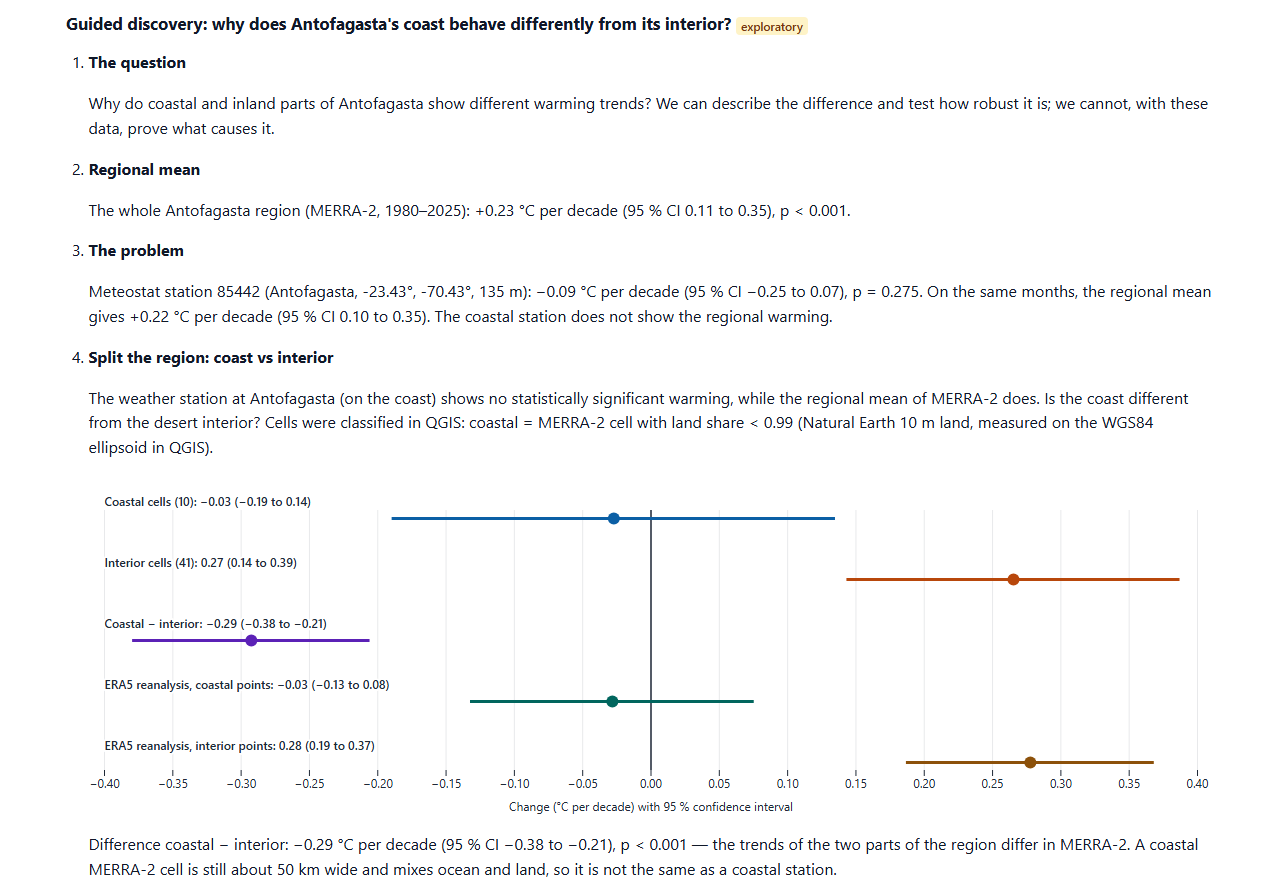 Guided discovery: why does Antofagasta's coast behave differently from its interior? exploratory
1. The question
Why do coastal and inland parts of Antofagasta show different warming trends? We can describe the difference and test how robust it is; we cannot, with these
data, prove what causes it.
2. Regional mean
The whole Antofagasta region (MERRA-2, 1980–2025): +0.23 °C per decade (95 % CI 0.11 to 0.35), p < 0.001.
3. The problem
Meteostat station 85442 (Antofagasta, -23.43°, -70.43°, 135 m): −0.09 °C per decade (95 % CI −0.25 to 0.07), p = 0.275. On the same months, the regional mean
gives +0.22 °C per decade (95 % CI 0.10 to 0.35). The coastal station does not show the regional warming.
4. Split the region: coast vs interior
The weather station at Antofagasta (on the coast) shows no statistically significant warming, while the regional mean of MERRA-2 does. Is the coast different
from the desert interior? Cells were classified in QGIS: coastal = MERRA-2 cell with land share < 0.99 (Natural Earth 10 m land, measured on the WGS84
ellipsoid in QGIS).
Coastal cells (10): −0.03 (−0.19 to 0.14)
Interior cells (41): 0.27 (0.14 to 0.39)
Coastal − interior: −0.29 (−0.38 to −0.21)
ERA5 reanalysis, coastal points: −0.03 (−0.13 to 0.08)
ERA5 reanalysis, interior points: 0.28 (0.19 to 0.37)
−0.40 −0.35 −0.30 −0.25 −0.20 −0.15 −0.10 −0.05 0.00 0.05 0.10 0.15 0.20 0.25 0.30 0.35 0.40
Change (°C per decade) with 95 % confidence interval
Difference coastal − interior: −0.29 °C per decade (95 % CI −0.38 to −0.21), p < 0.001 — the trends of the two parts of the region differ in MERRA-2. A coastal
MERRA-2 cell is still about 50 km wide and mixes ocean and land, so it is not the same as a coastal station.